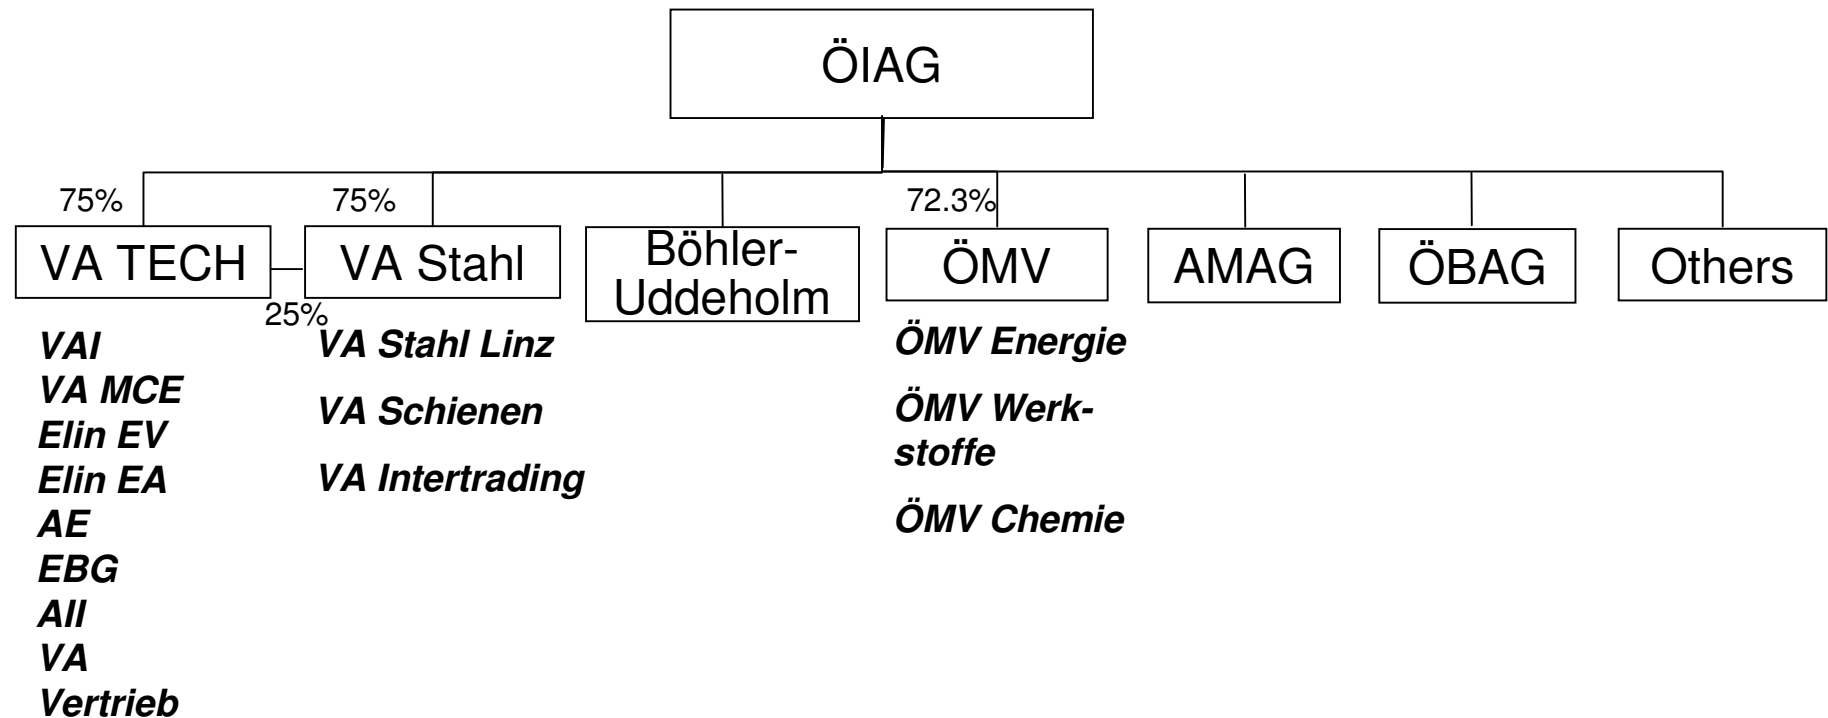 ÖIAG
75%
75%
72.3%
VA TECH
VA Stahl
Böhler-
Uddeholm
ÖMV
AMAG
ÖBAG
Others
25%
VAI
VA MCE
Elin EV
Elin EA
AE
EBG
AII
VA
Vertrieb
VA Stahl Linz
VA Schienen
VA Intertrading
ÖMV Energie
ÖMV Werk-
stoffe
ÖMV Chemie